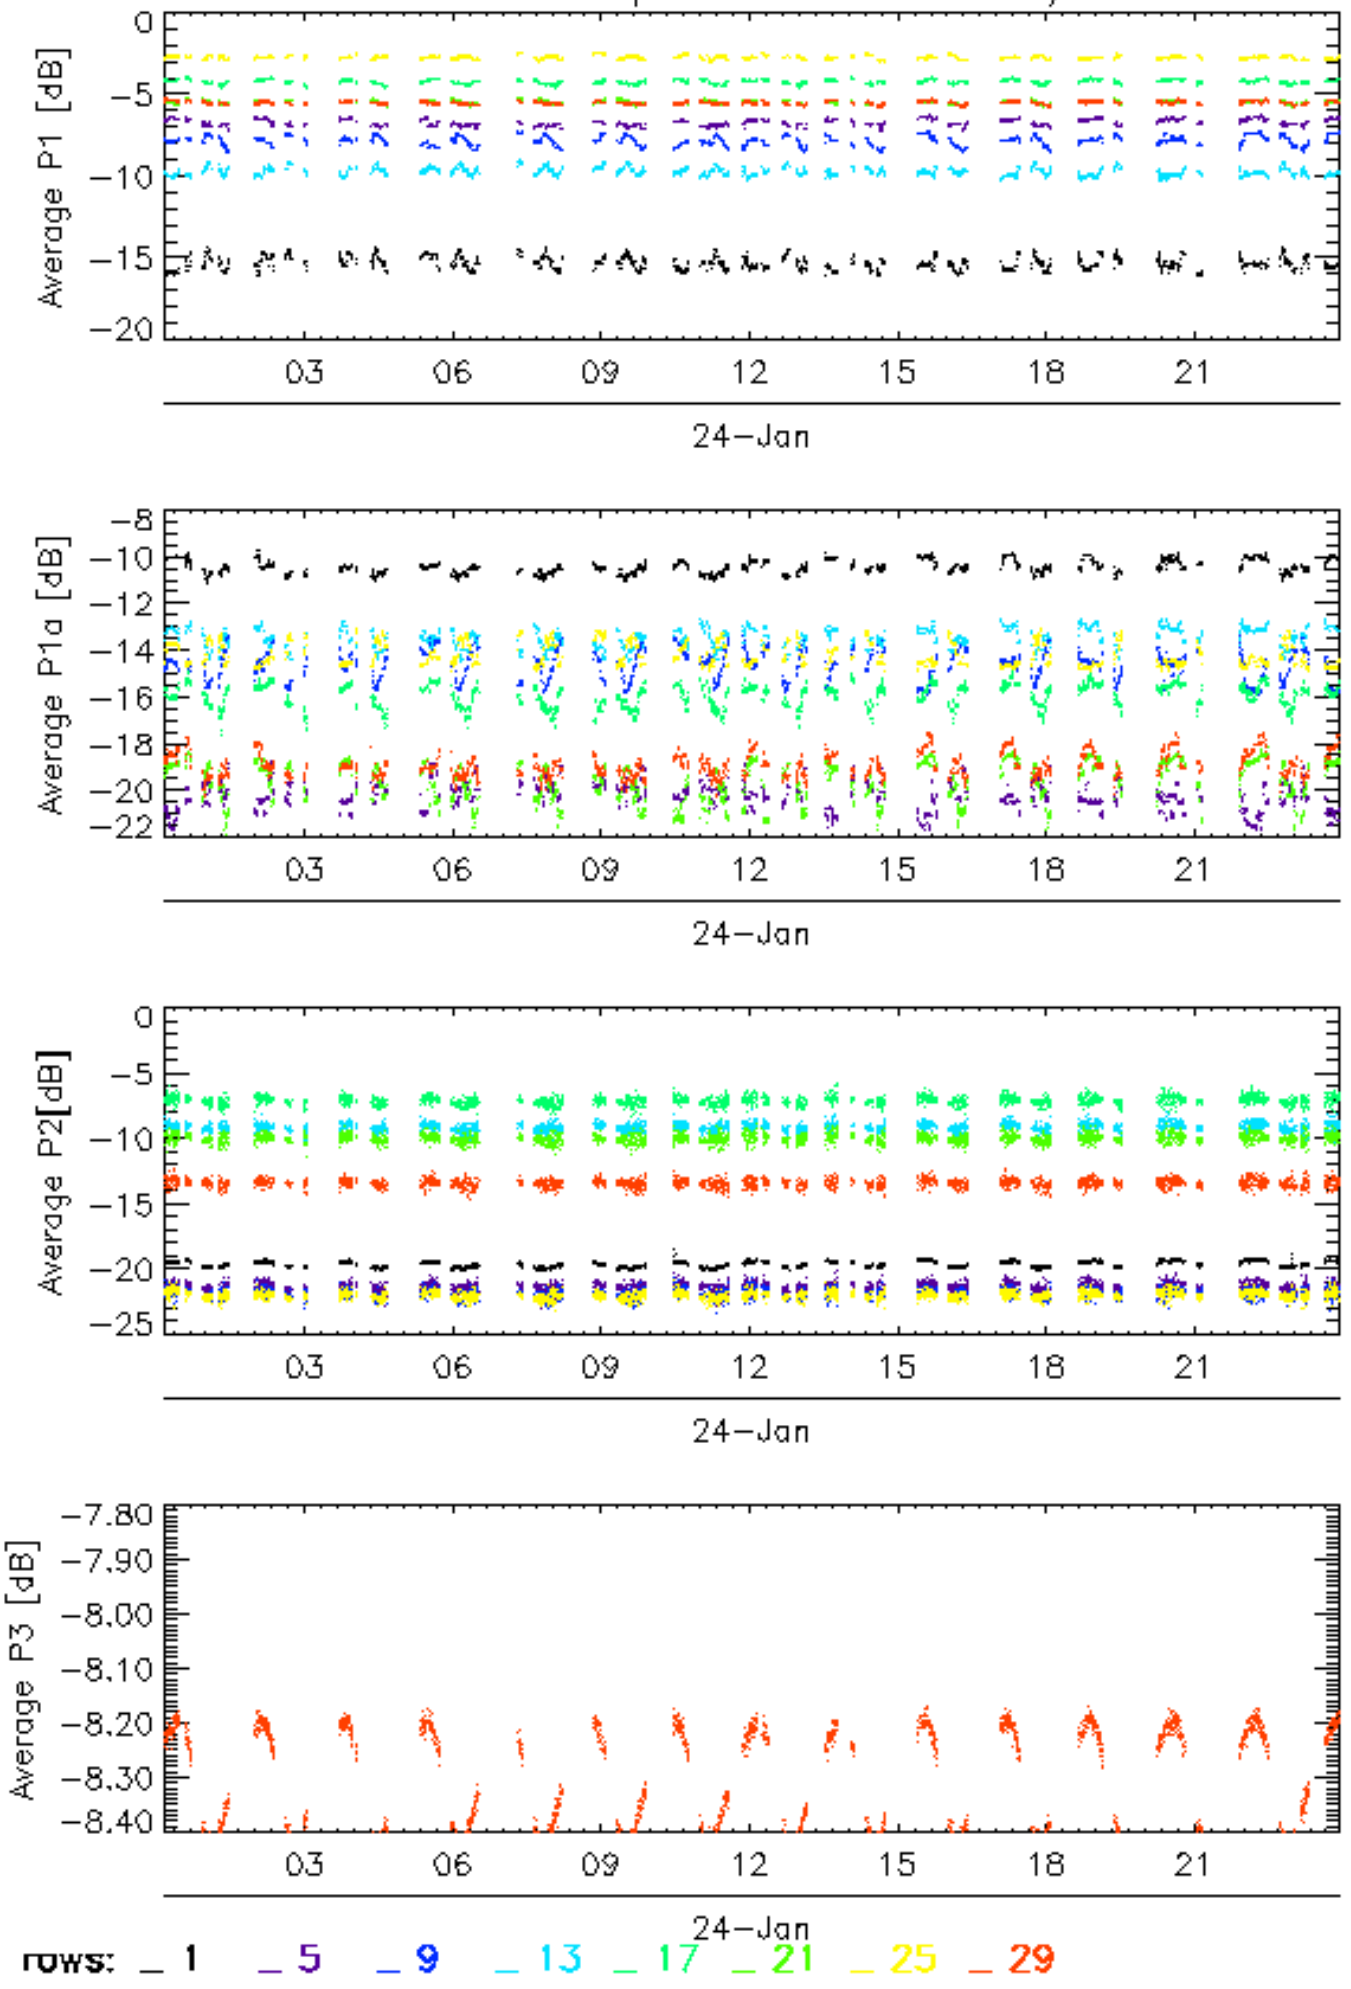 0
−5
−10
−15
−20
Average P1 [dB]
03 06 09 12 15 18 21
24−Jan
−8
−10
−12
−14
−16
−18
−20
−22
Average P1a [dB]
03 06 09 12 15 18 21
24−Jan
0
−5
−10
−15
−20
−25
Average P2[dB]
03 06 09 12 15 18 21
24−Jan
−7.80
−7.90
−8.00
−8.10
−8.20
−8.30
−8.40
Average P3 [dB]
03 06 09 12 15 18 21
24−Jan
rows: _ 1 _ 5 _ 9 _ 13 _ 17 _ 21 _ 25 _ 29